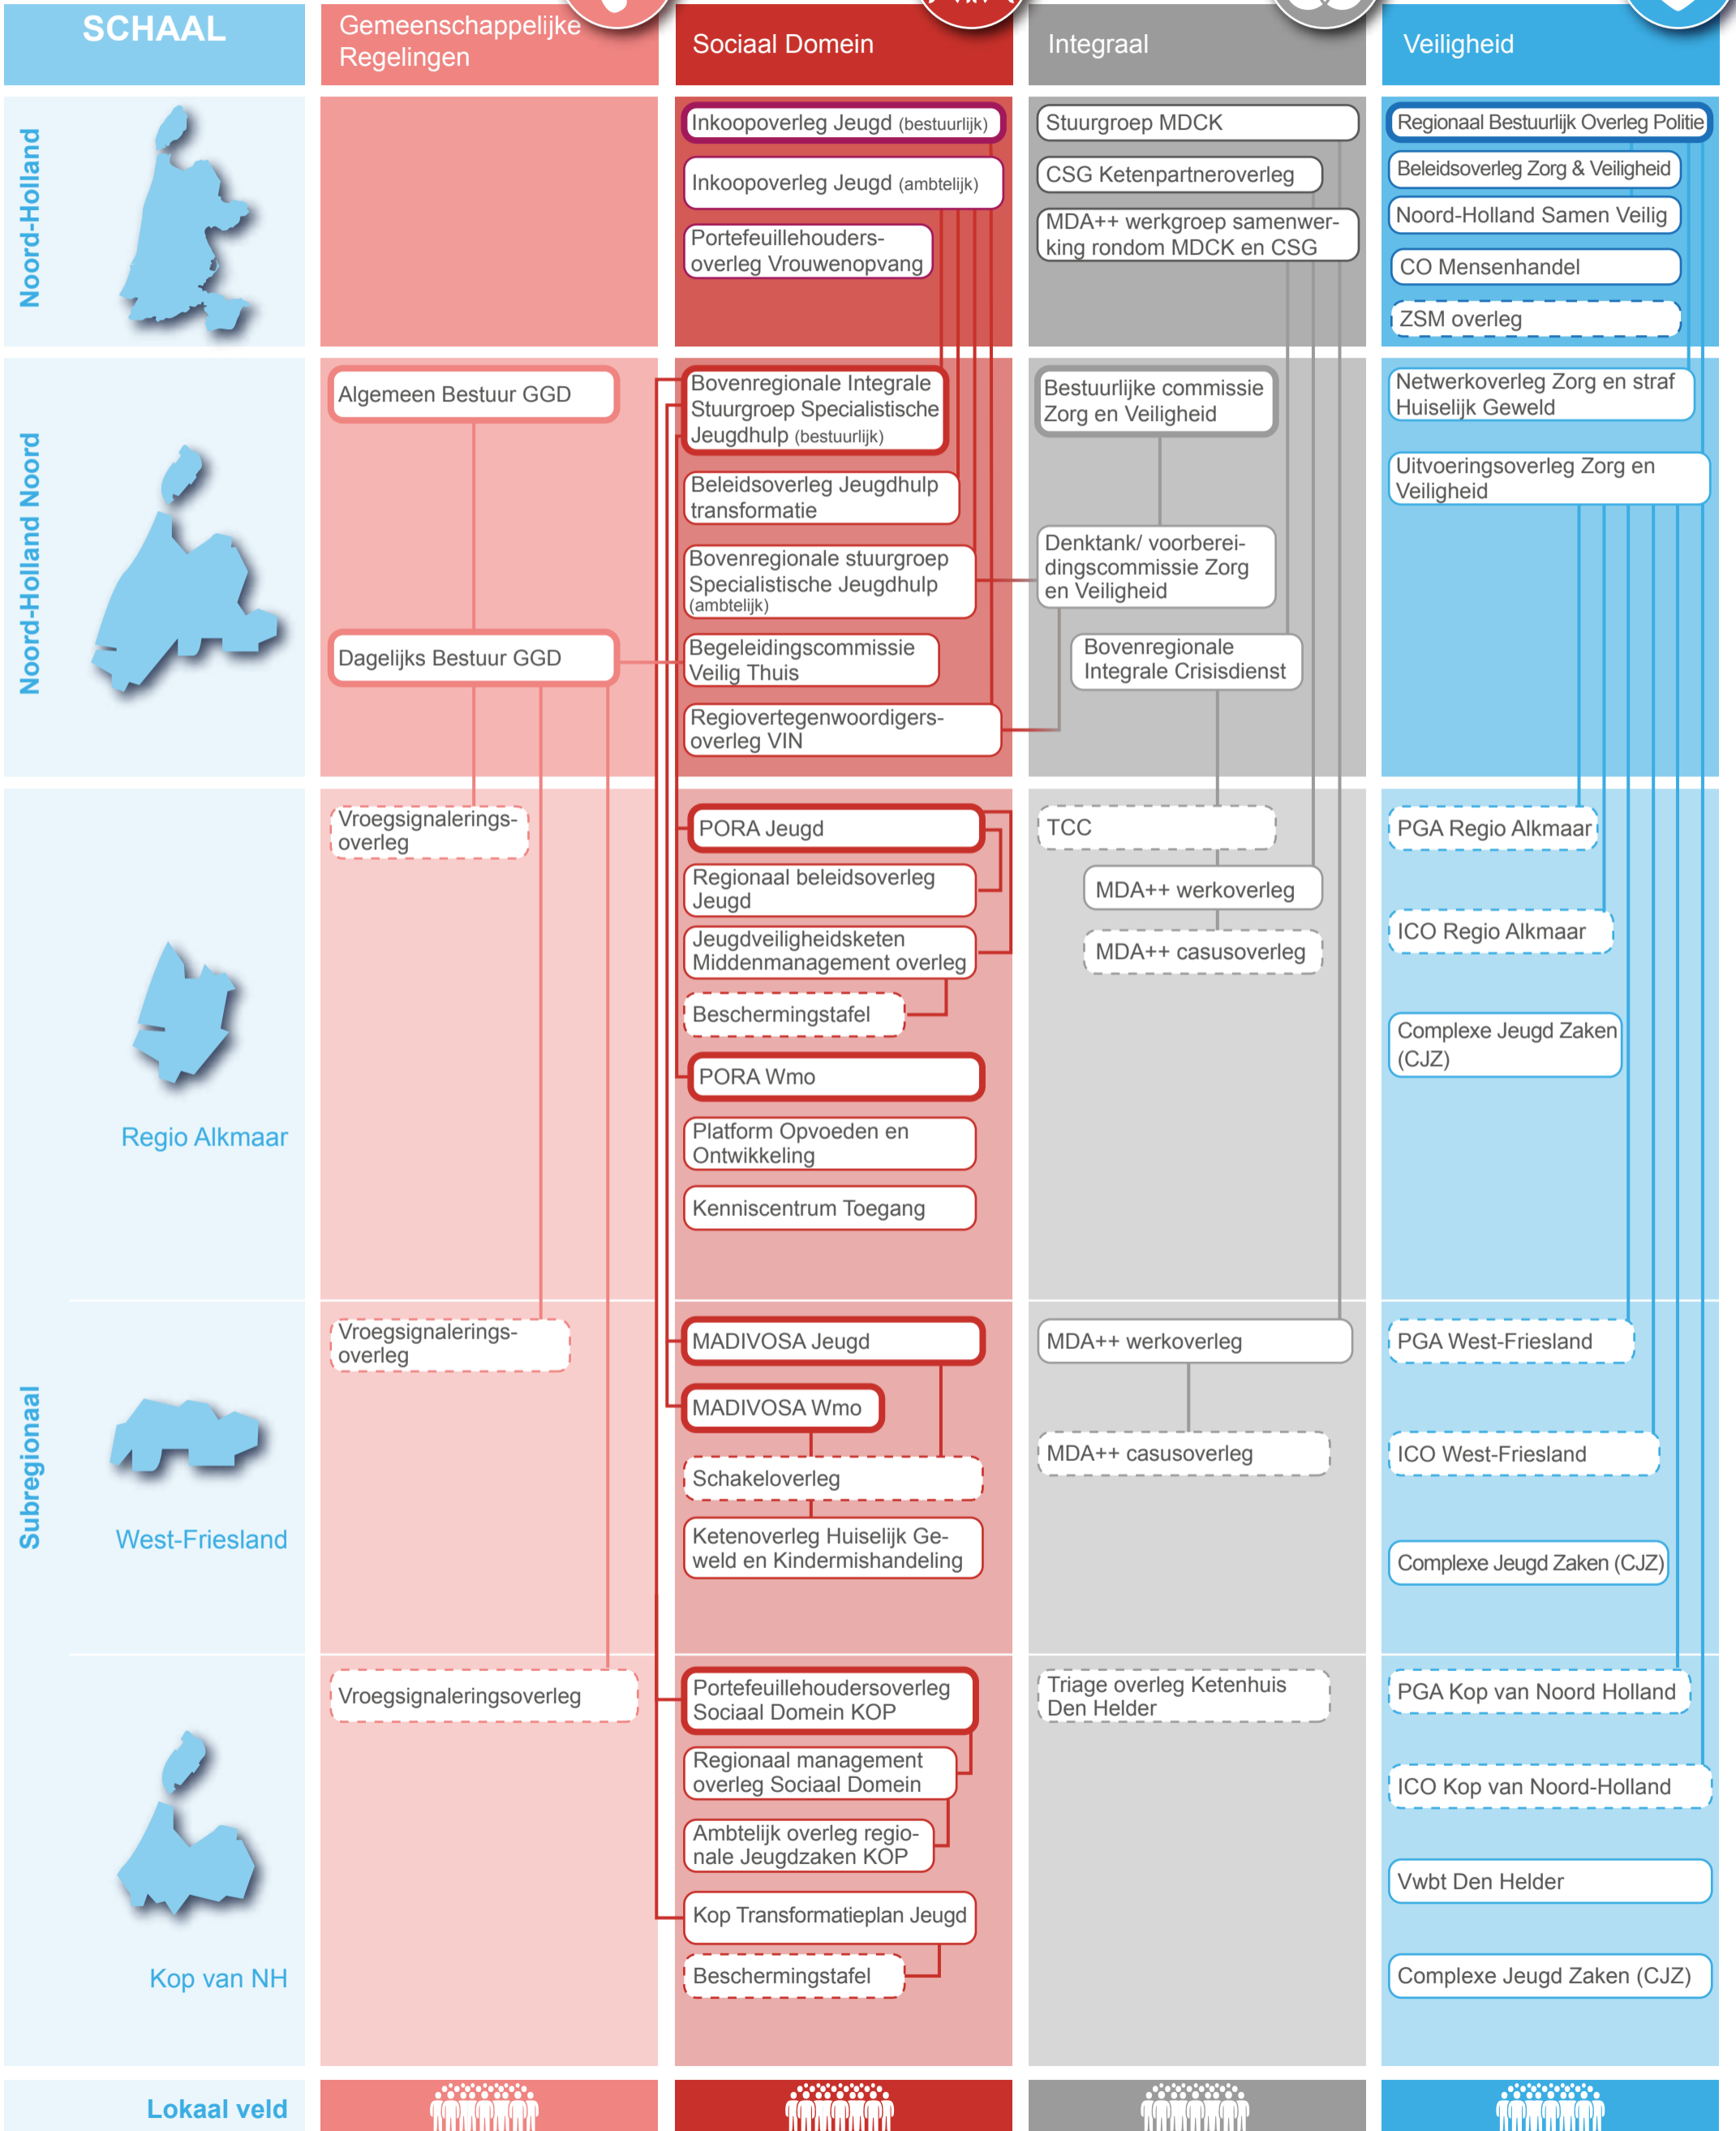 SCHAAL
Gemeenschappelijke
Regelingen
Sociaal Domein
Integraal
Veiligheid
Noord-Holland
Inkoopoverleg Jeugd (bestuurlijk)
Inkoopoverleg Jeugd (ambtelijk)
Portefeuillehouders-
overleg Vrouwenopvang
Stuurgroep MDCK
CSG Ketenpartneroverleg
MDA++ werkgroep samenwer-
king rondom MDCK en CSG
Regionaal Bestuurlijk Overleg Politie
Beleidsoverleg Zorg & Veiligheid
Noord-Holland Samen Veilig
CO Mensenhandel
ZSM overleg
Noord-Holland Noord
Algemeen Bestuur GGD
Dagelijks Bestuur GGD
Bovenregionale Integrale
Stuurgroep Specialistische
Jeugdhulp (bestuurlijk)
Beleidsoverleg Jeugdhulp
transformatie
Bovenregionale stuurgroep
Specialistische Jeugdhulp
(ambtelijk)
Begeleidingscommissie
Veilig Thuis
Regiovertegenwoordigers-
overleg VIN
Bestuurlijke commissie
Zorg en Veiligheid
Denktank/ voorberei-
dingscommissie Zorg
en Veiligheid
Bovenregionale
Integrale Crisisdienst
Netwerkoverleg Zorg en straf
Huiselijk Geweld
Uitvoeringsoverleg Zorg en
Veiligheid
Subregionaal
Regio Alkmaar
Vroegsignalerings-
overleg
PORA Jeugd
Regionaal beleidsoverleg
Jeugd
Jeugdveiligheidsketen
Middenmanagement overleg
Beschermingstafel
PORA Wmo
Platform Opvoeden en
Ontwikkeling
Kenniscentrum Toegang
TCC
MDA++ werkoverleg
MDA++ casusoverleg
PGA Regio Alkmaar
ICO Regio Alkmaar
Complexe Jeugd Zaken
(CJZ)
West-Friesland
Vroegsignalerings-
overleg
MADIVOSA Jeugd
MADIVOSA Wmo
Schakeloverleg
Ketenoverleg Huiselijk Ge-
weld en Kindermishandeling
MDA++ werkoverleg
MDA++ casusoverleg
PGA West-Friesland
ICO West-Friesland
Complexe Jeugd Zaken (CJZ)
Kop van NH
Vroegsignaleringsoverleg
Portefeuillehoudersoverleg
Sociaal Domein KOP
Regionaal management
overleg Sociaal Domein
Ambtelijk overleg regio-
nale Jeugdzaken KOP
Kop Transformatieplan Jeugd
Beschermingstafel
Triage overleg Ketenhuis
Den Helder
PGA Kop van Noord Holland
ICO Kop van Noord-Holland
Vwbt Den Helder
Complexe Jeugd Zaken (CJZ)
Lokaal veld